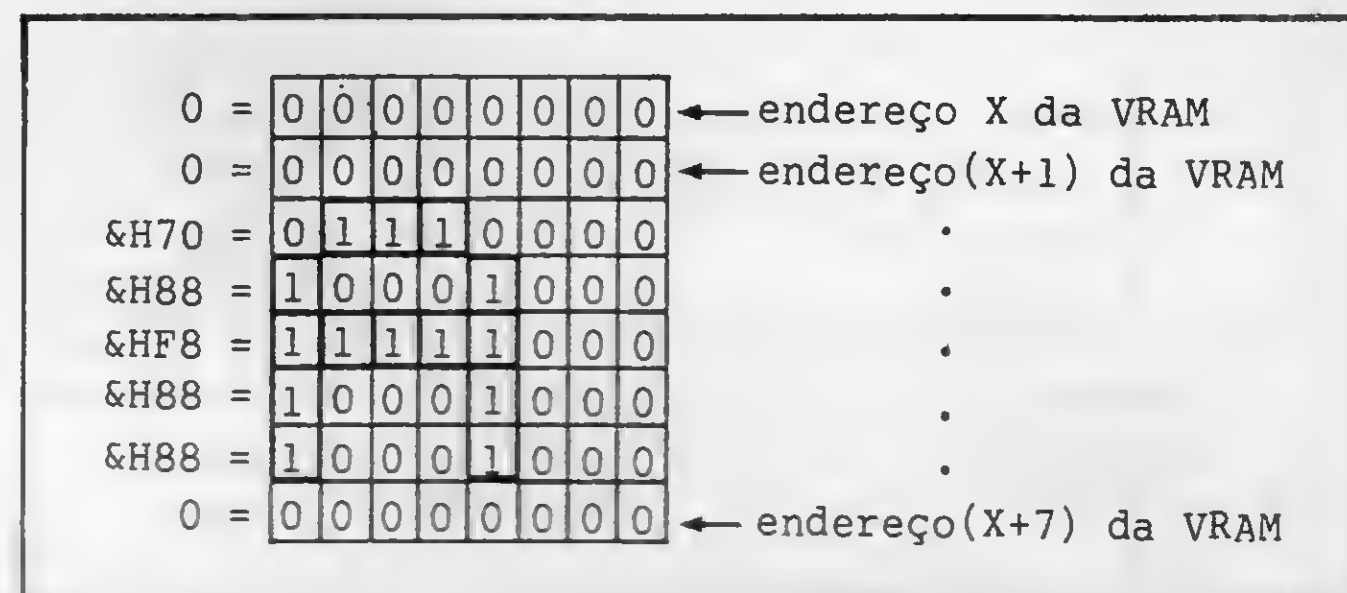 0 = 0 0 0 0 0 0 0 0 ← endereço X da VRAM
0 = 0 0 0 0 0 0 0 0 ← endereço(X+1) da VRAM
&H70 = 0 1 1 1 0 0 0 0 .
&H88 = 1 0 0 0 1 0 0 0 .
&HF8 = 1 1 1 1 1 0 0 0 .
&H88 = 1 0 0 0 1 0 0 0 .
&H88 = 1 0 0 0 1 0 0 0 .
0 = 0 0 0 0 0 0 0 0 ← endereço(X+7) da VRAM